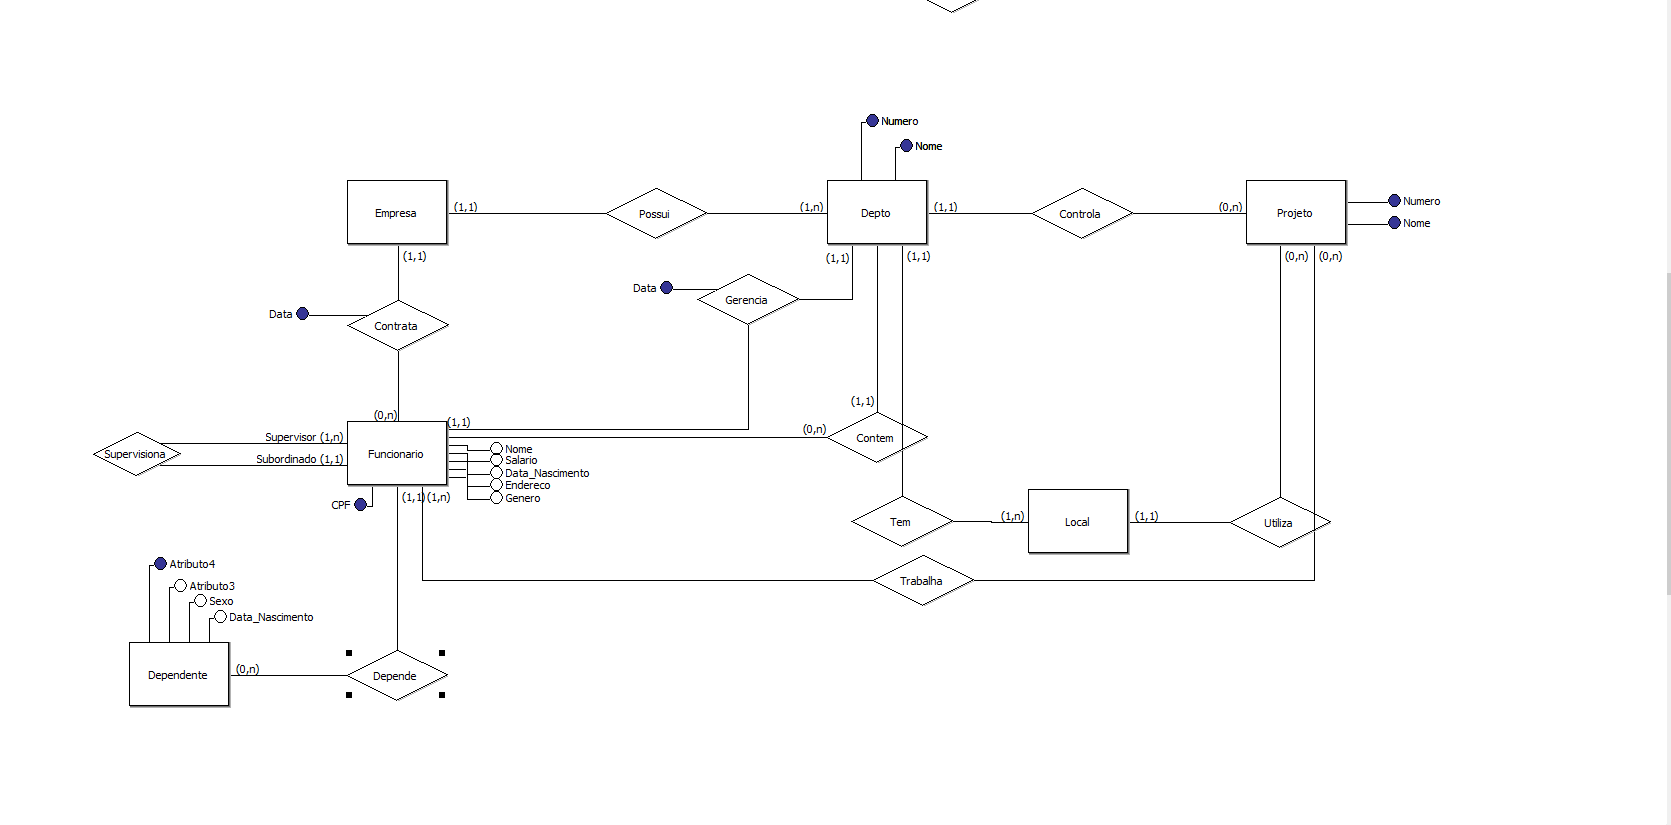 Numero
Nome
Empresa
(1,1)
Possui
(1,n)
Depto
(1,1)
Controla
(0,n)
Projeto
Numero
Nome
(1,1)
(1,1)
(1,1)
(0,n)
(0,n)
Data
Gerencia
Data
Contrata
(1,1)
(0,n)
(1,1)
(0,n)
Contem
Supervisiona
Supervisor (1,n)
Subordinado (1,1)
Funcionario
Nome
Salario
Data_Nascimento
Endereco
Genero
CPF
(1,1)
(1,n)
Tem
(1,n)
Local
(1,1)
Utiliza
Trabalha
Atributo4
Atributo3
Sexo
Data_Nascimento
Dependente
(0,n)
Depende